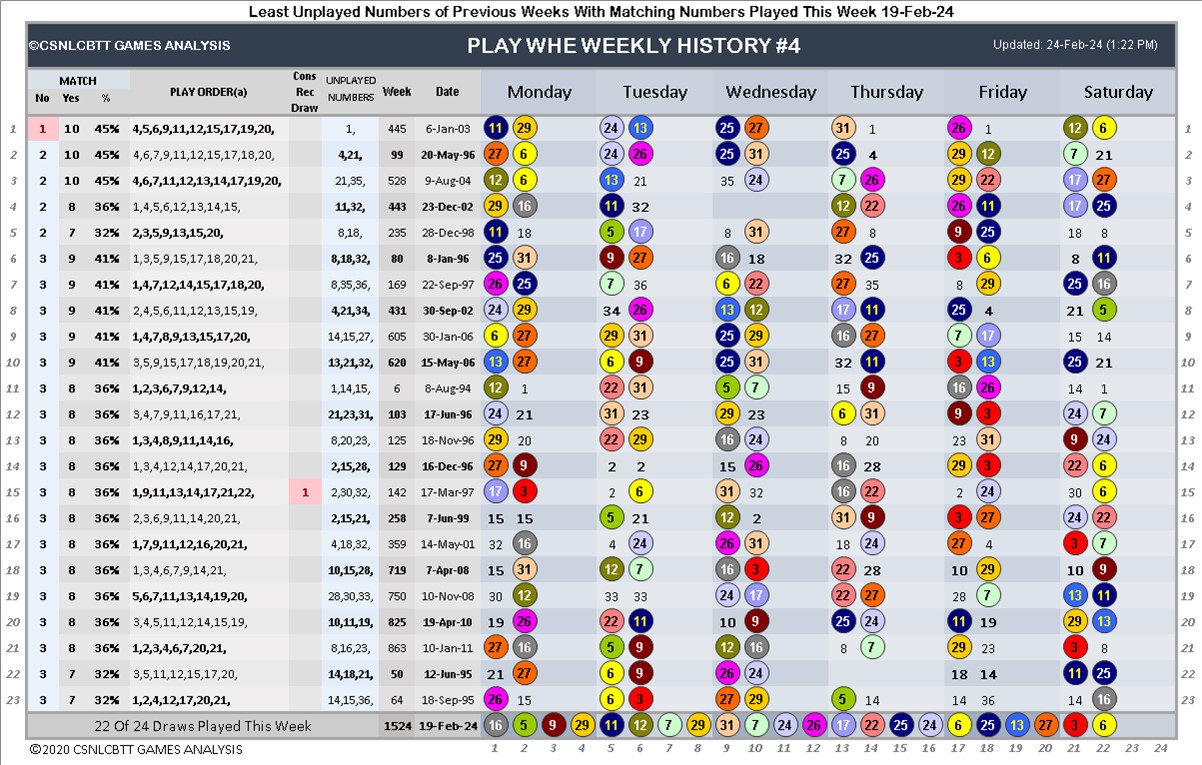 Least Unplayed Numbers of Previous Weeks With Matching Numbers Played This Week 19-Feb-24
©CSNLCBTT GAMES ANALYSIS PLAY WHE WEEKLY HISTORY #4 Updated: 24-Feb-24 (1:22 PM)
MATCH No Yes % PLAY ORDER(a) Cons Rec Draw UNPLAYED NUMBERS Week Date Monday Tuesday Wednesday Thursday Friday Saturday
1 1 10 45% 4,5,6,9,11,12,15,17,19,20, 1, 445 6-Jan-03 11 29 24 13 25 27 31 1 26 1 12 6 1
2 2 10 45% 4,6,7,9,11,12,15,17,18,20, 4,21, 99 20-May-96 27 6 24 26 25 31 25 4 29 12 7 21 2
3 2 10 45% 4,6,7,11,12,13,14,17,19,20, 21,35, 528 9-Aug-04 12 6 13 21 35 24 7 26 29 22 17 27 3
4 2 8 36% 1,4,5,6,12,13,14,15, 11,32, 443 23-Dec-02 29 16 11 32 12 22 26 11 17 25 4
5 2 7 32% 2,3,5,9,13,15,20, 8,18, 235 28-Dec-98 11 18 5 17 8 31 27 8 9 25 18 8 5
6 3 9 41% 1,3,5,9,15,17,18,20,21, 8,18,32, 80 8-Jan-96 25 31 9 27 16 18 32 25 3 6 8 11 6
7 3 9 41% 1,4,7,12,14,15,17,18,20, 8,35,36, 169 22-Sep-97 26 25 7 36 6 22 27 35 8 29 25 16 7
8 3 9 41% 2,4,5,6,11,12,13,15,19, 4,21,34, 431 30-Sep-02 24 29 34 26 13 12 17 11 25 4 21 5 8
9 3 9 41% 1,4,7,8,9,13,15,17,20, 14,15,27, 605 30-Jan-06 6 27 29 31 25 29 16 27 7 17 15 14 9
10 3 9 41% 3,5,9,15,17,18,19,20,21, 13,21,32, 620 15-May-06 13 27 6 9 25 31 32 11 3 13 25 21 10
11 3 8 36% 1,2,3,6,7,9,12,14, 1,14,15, 6 8-Aug-94 12 1 22 31 5 7 15 9 16 26 14 1 11
12 3 8 36% 3,4,7,9,11,16,17,21, 21,23,31, 103 17-Jun-96 24 21 31 23 29 23 6 31 9 3 24 7 12
13 3 8 36% 1,3,4,8,9,11,14,16, 8,20,23, 125 18-Nov-96 29 20 22 29 16 24 8 20 23 31 9 24 13
14 3 8 36% 1,3,4,12,14,17,20,21, 2,15,28, 129 16-Dec-96 27 9 2 2 15 26 16 28 29 3 22 6 14
15 3 8 36% 1,9,11,13,14,17,21,22, 1 2,30,32, 142 17-Mar-97 17 3 2 6 31 32 16 22 2 24 30 6 15
16 3 8 36% 2,3,6,9,11,14,20,21, 2,15,21, 258 7-Jun-99 15 15 5 21 12 2 31 9 3 27 24 22 16
17 3 8 36% 1,7,9,11,12,16,20,21, 4,18,32, 359 14-May-01 32 16 4 24 26 31 18 24 27 4 3 7 17
18 3 8 36% 1,3,4,6,7,9,14,21, 10,15,28, 719 7-Apr-08 15 31 12 7 16 3 22 28 10 29 10 9 18
19 3 8 36% 5,6,7,11,13,14,19,20, 28,30,33, 750 10-Nov-08 30 12 33 33 24 17 22 27 28 7 13 11 19
20 3 8 36% 3,4,5,11,12,14,15,19, 10,11,19, 825 19-Apr-10 19 26 22 11 10 9 25 24 11 19 29 13 20
21 3 8 36% 1,2,3,4,6,7,20,21, 8,16,23, 863 10-Jan-11 27 16 5 9 12 16 8 7 29 23 3 8 21
22 3 7 32% 3,5,11,12,15,17,20, 14,18,21, 50 12-Jun-95 21 27 6 9 26 24 18 14 11 25 22
23 3 7 32% 1,2,4,12,17,20,21, 14,15,36, 64 18-Sep-95 26 15 6 3 27 29 5 14 14 36 14 16 23
22 Of 24 Draws Played This Week 1524 19-Feb-24 16 5 9 29 11 12 7 29 31 7 24 26 17 22 25 24 6 25 13 27 3 6
©2020 CSNLCBTT GAMES ANALYSIS 1 2 3 4 5 6 7 8 9 10 11 12 13 14 15 16 17 18 19 20 21 22 23 24